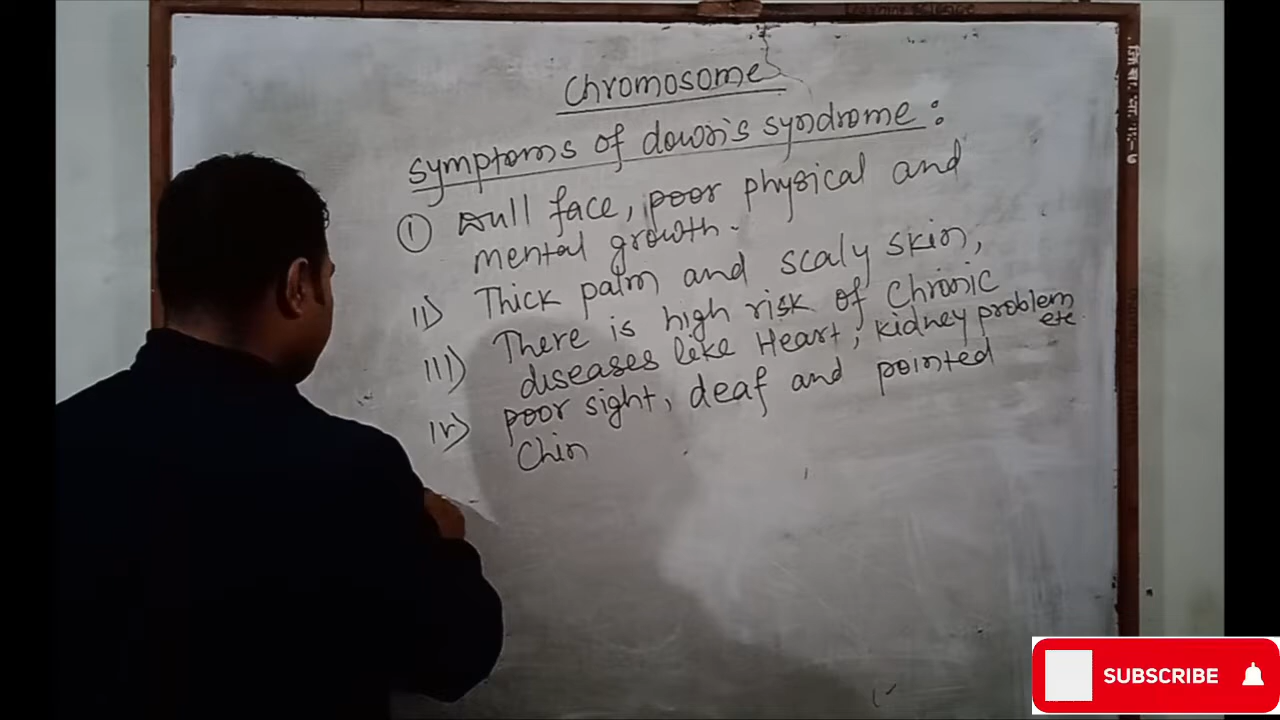 Chromosome
symptoms of down's syndrome :
① Dull face, poor physical and
mental growth.
II) Thick palm and scaly skin,
III) There is high risk of Chronic
diseases like Heart, kidney problem
etc.
IV) poor sight, deaf and pointed
Chin
SUBSCRIBE